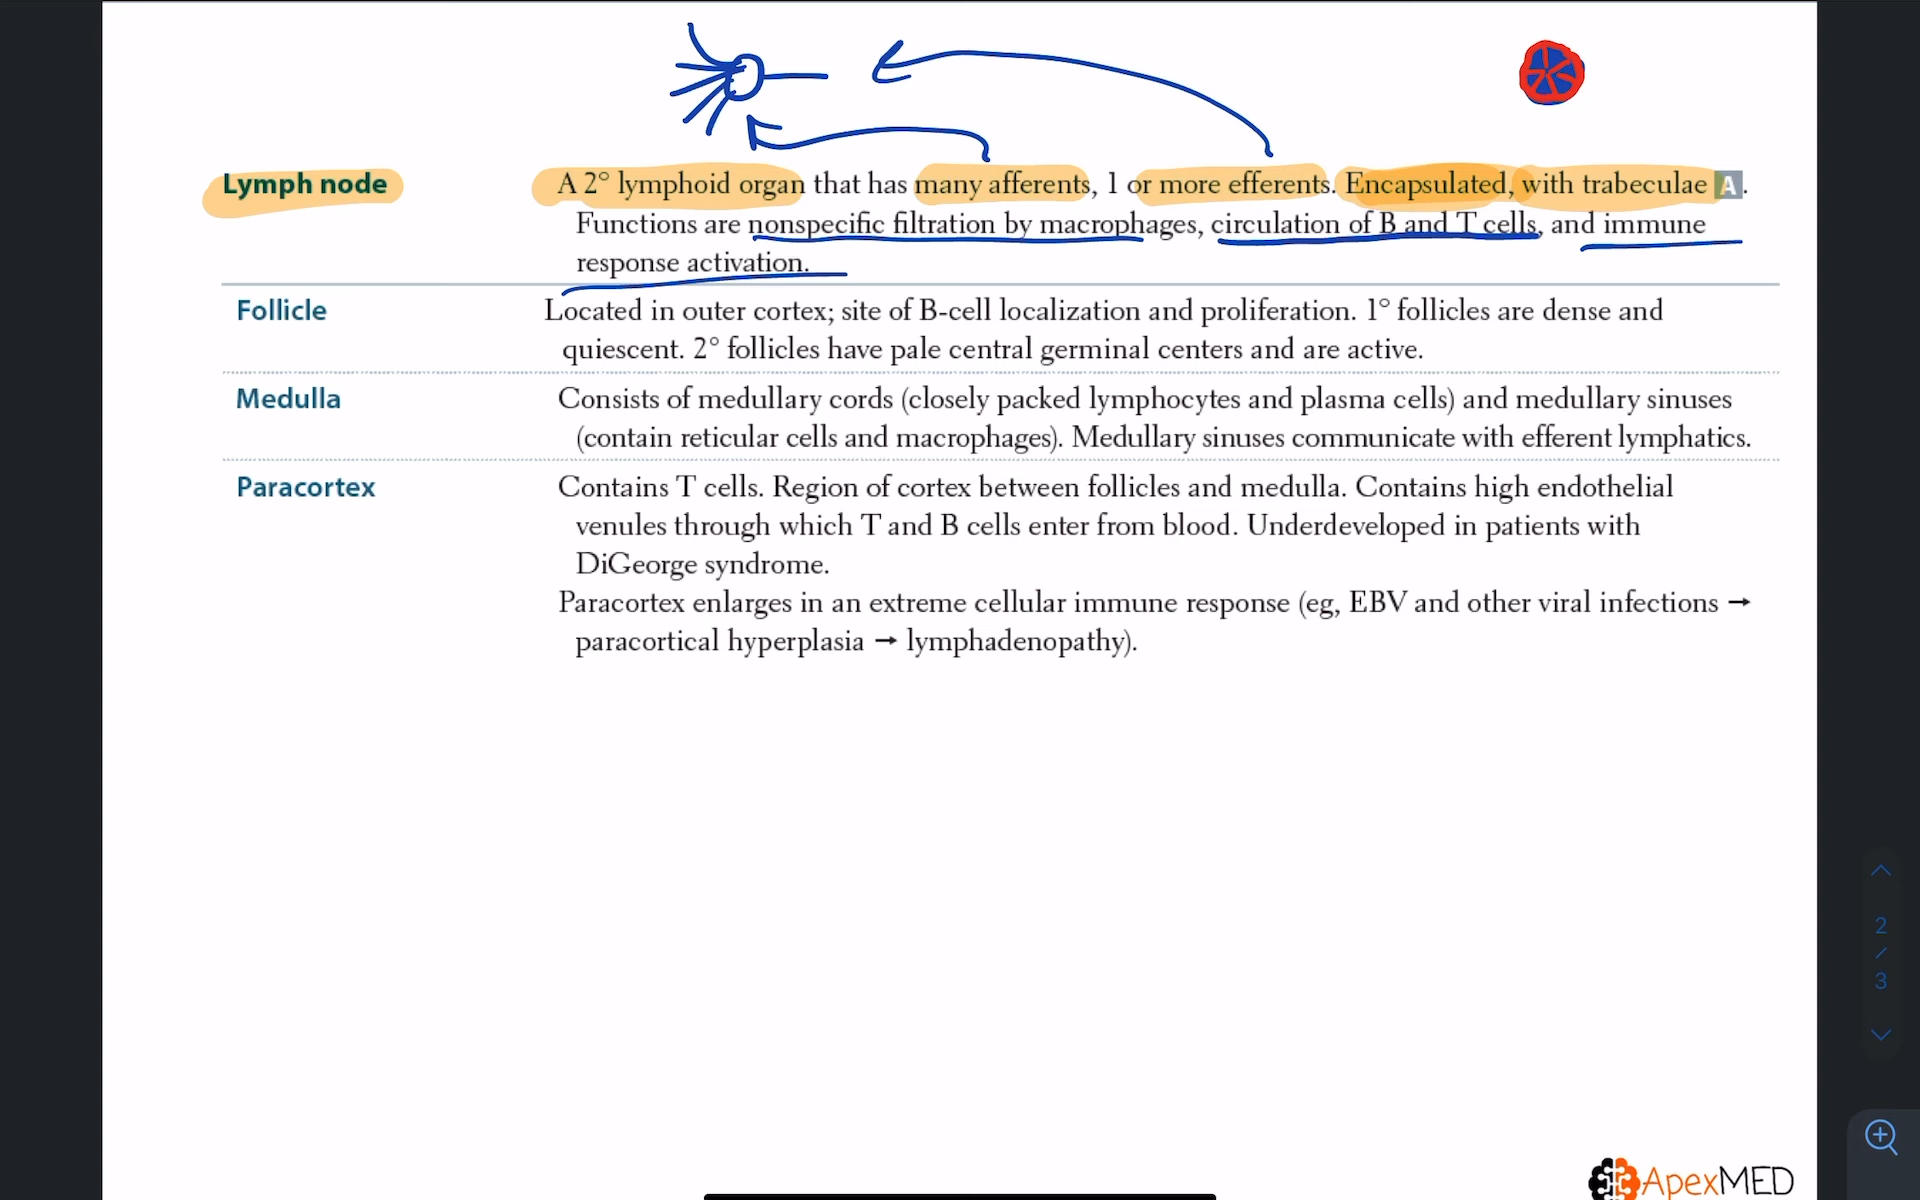 Lymph node
A 2° lymphoid organ that has many afferents, 1 or more efferents. Encapsulated, with trabeculae A.
Functions are nonspecific filtration by macrophages, circulation of B and T cells, and immune
response activation.
Follicle
Located in outer cortex; site of B-cell localization and proliferation. 1° follicles are dense and
quiescent. 2° follicles have pale central germinal centers and are active.
Medulla
Consists of medullary cords (closely packed lymphocytes and plasma cells) and medullary sinuses
(contain reticular cells and macrophages). Medullary sinuses communicate with efferent lymphatics.
Paracortex
Contains T cells. Region of cortex between follicles and medulla. Contains high endothelial
venules through which T and B cells enter from blood. Underdeveloped in patients with
DiGeorge syndrome.
Paracortex enlarges in an extreme cellular immune response (eg, EBV and other viral infections →
paracortical hyperplasia → lymphadenopathy).
2
/
3
ApexMED